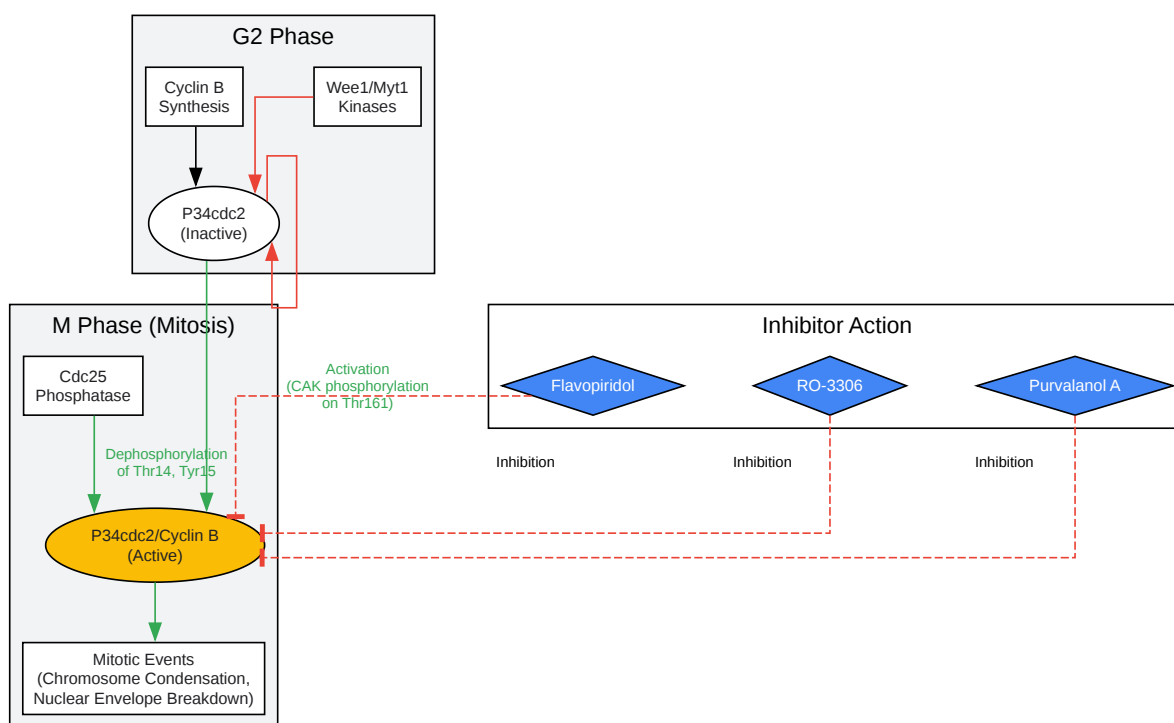 G2 Phase
Cyclin B
Synthesis
Wee1/Myt1
Kinases
P34cdc2
(Inactive)
M Phase (Mitosis)
Inhibitor Action
Cdc25
Phosphatase
Activation
(CAK phosphorylation
on Thr161)
Flavopiridol
RO-3306
Purvalanol A
Dephosphorylation
of Thr14, Tyr15
Inhibition
Inhibition
Inhibition
P34cdc2/Cyclin B
(Active)
Mitotic Events
(Chromosome Condensation,
Nuclear Envelope Breakdown)